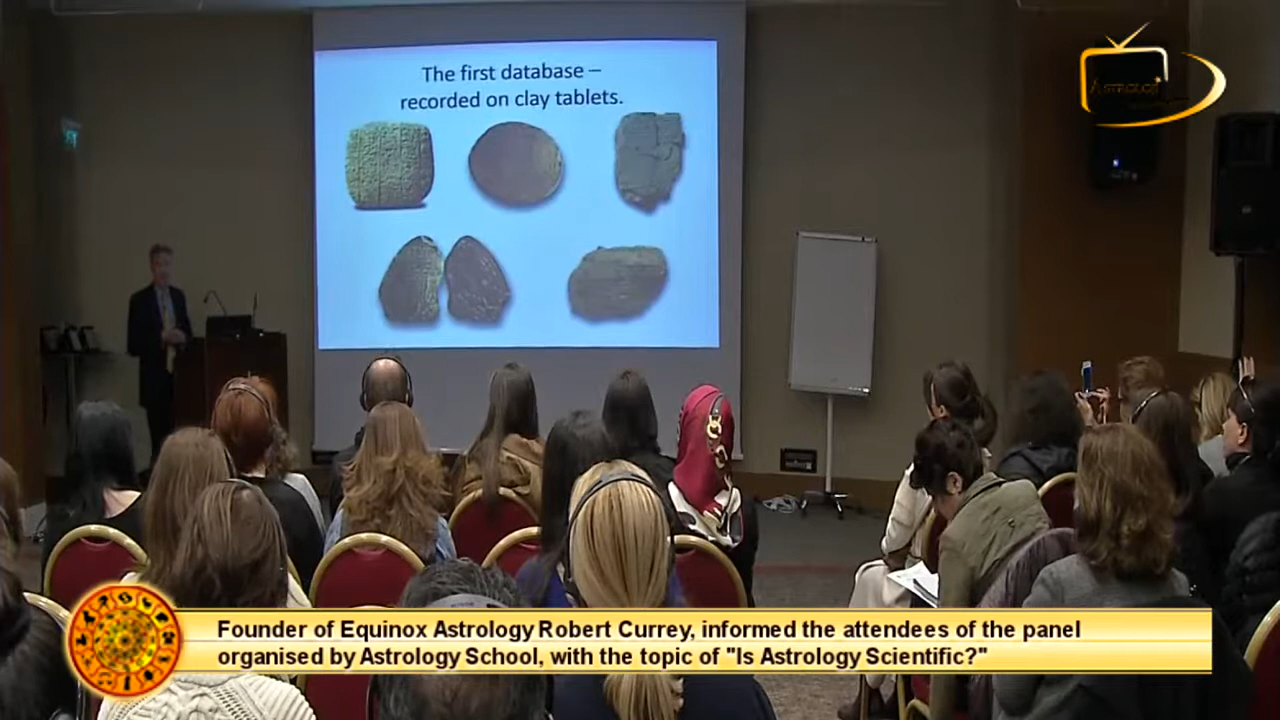 The first database –
recorded on clay tablets.
Astrolog
Founder of Equinox Astrology Robert Currey, informed the attendees of the panel
organised by Astrology School, with the topic of "Is Astrology Scientific?"